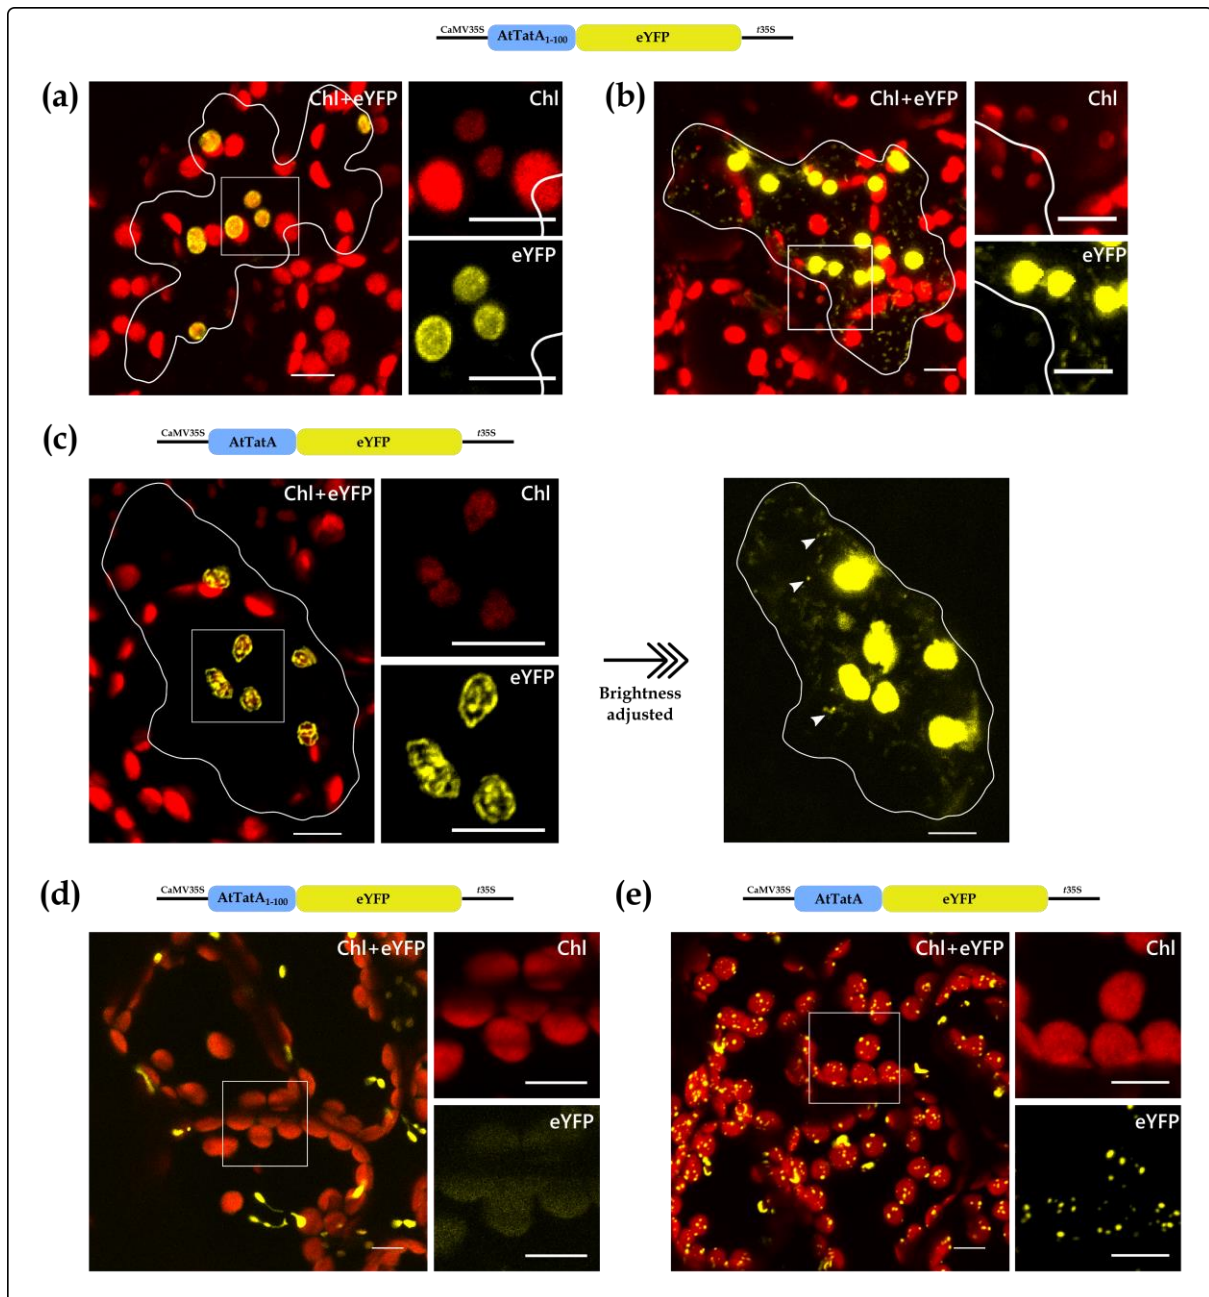 CaMV35S AtTatA1-100 eYFP t35S
(a) Chl+eYFP Chl
eYFP
(b) Chl+eYFP Chl
eYFP
(c) CaMV35S AtTatA eYFP t35S
Chl+eYFP Chl
eYFP
Brightness
adjusted
(d) CaMV35S AtTatA1-100 eYFP t35S
Chl+eYFP Chl
eYFP
(e) CaMV35S AtTatA eYFP t35S
Chl+eYFP Chl
eYFP